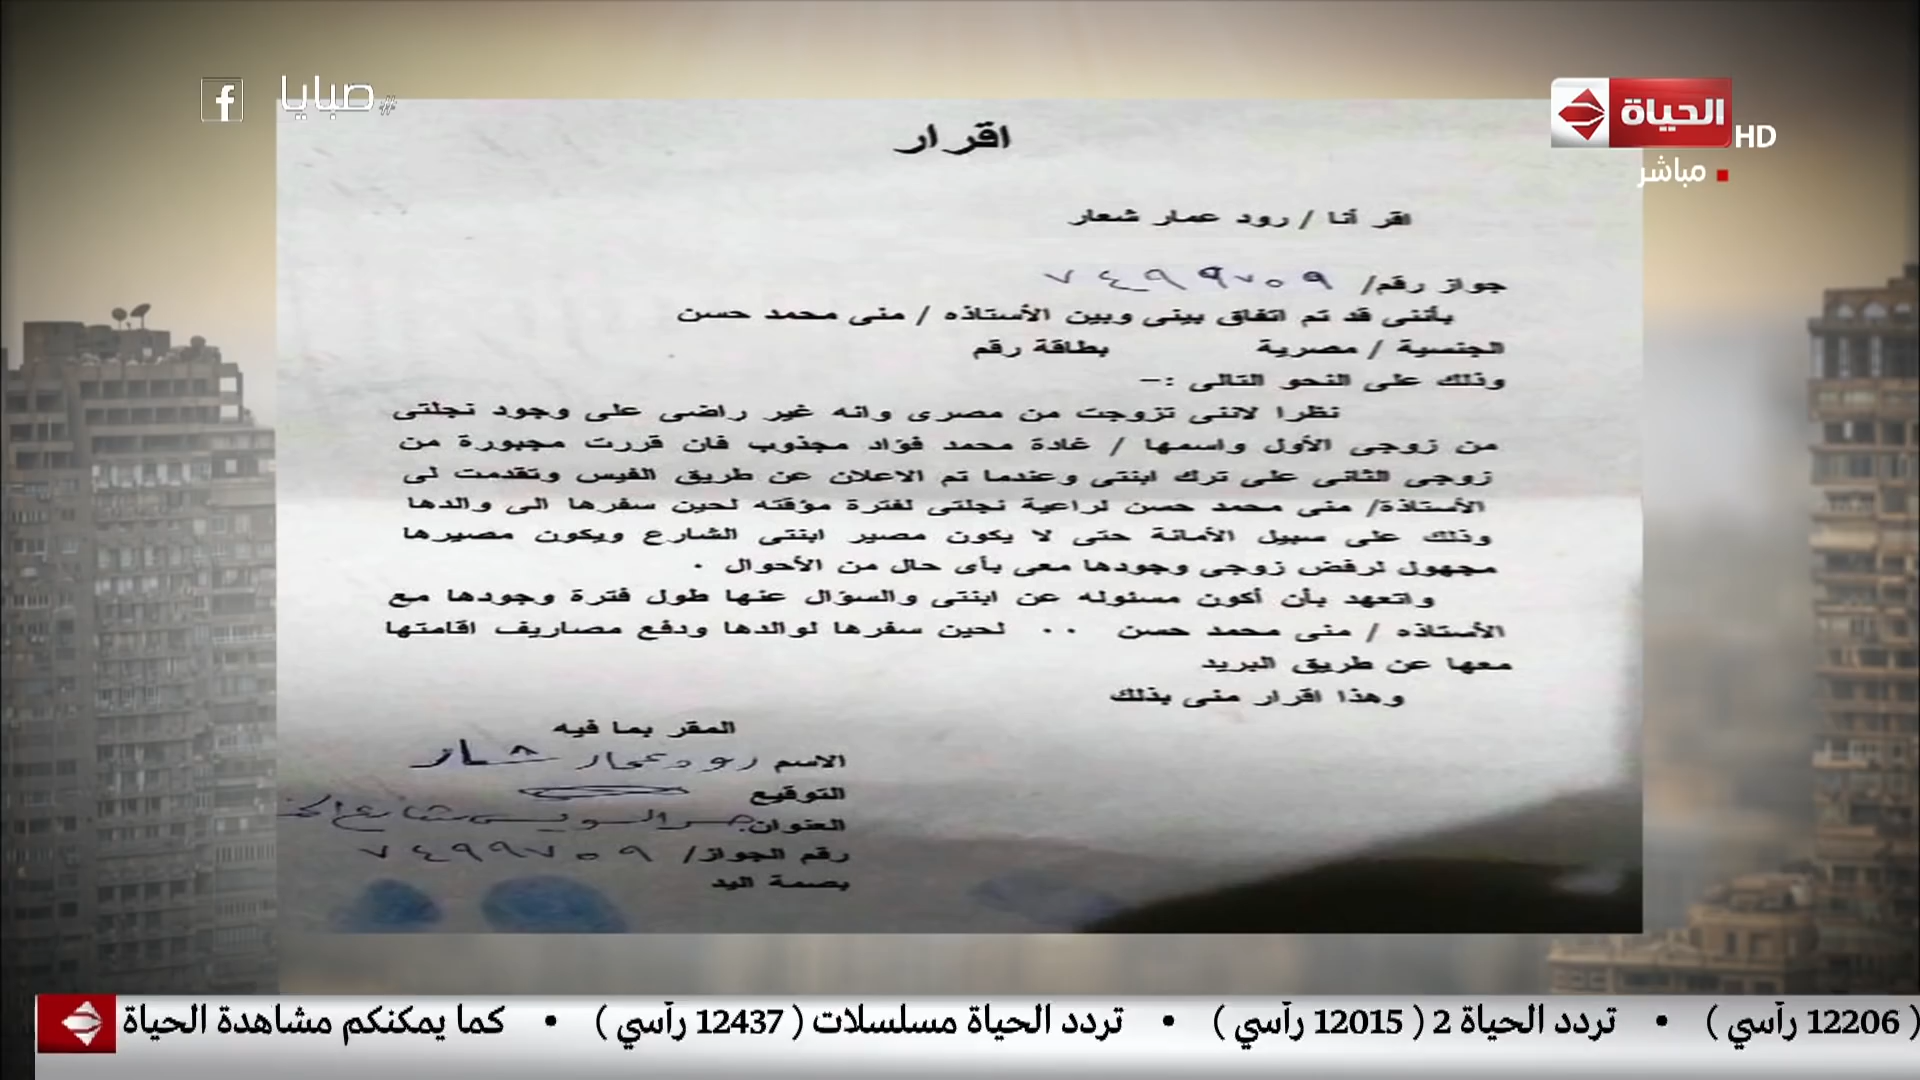 #صبايا
الحياة
HD
مباشر
اقرار
اقر أنا / رود عمار شعار
جواز رقم/ ٧٤٩٩٧٥٩
بأننى قد تم اتفاق بينى وبين الأستاذه / منى محمد حسن
الجنسية / مصرية بطاقة رقم
وذلك على النحو التالى :-
نظرا لاننى تزوجت من مصرى وانه غير راضى على وجود نجلتى
من زوجى الأول واسمها / غادة محمد فؤاد مجذوب فان قررت مجبورة من
زوجى الثانى على ترك ابنتى وعندما تم الاعلان عن طريق الفيس وتقدمت لى
الأستاذة/ منى محمد حسن لراعية نجلتى لفترة مؤقته لحين سفرها الى والدها
وذلك على سبيل الأمانة حتى لا يكون مصير ابنتى الشارع ويكون مصيرها
مجهول لرفض زوجى وجودها معى بأى حال من الأحوال .
واتعهد بأن أكون مسئوله عن ابنتى والسؤال عنها طول فترة وجودها مع
الأستاذه / منى محمد حسن .. لحين سفرها لوالدها ودفع مصاريف اقامتها
معها عن طريق البريد
وهذا اقرار منى بذلك
المقر بما فيه
الاسم رود عمار شعار
التوقيع
العنوان جسر السويس شارع
رقم الجواز/ ٧٤٩٩٧٥٩
بصمة اليد
( 12206 رأسي ) • تردد الحياة 2 ( 12015 رأسي ) • تردد الحياة مسلسلات ( 12437 رأسي ) • كما يمكنكم مشاهدة الحياة